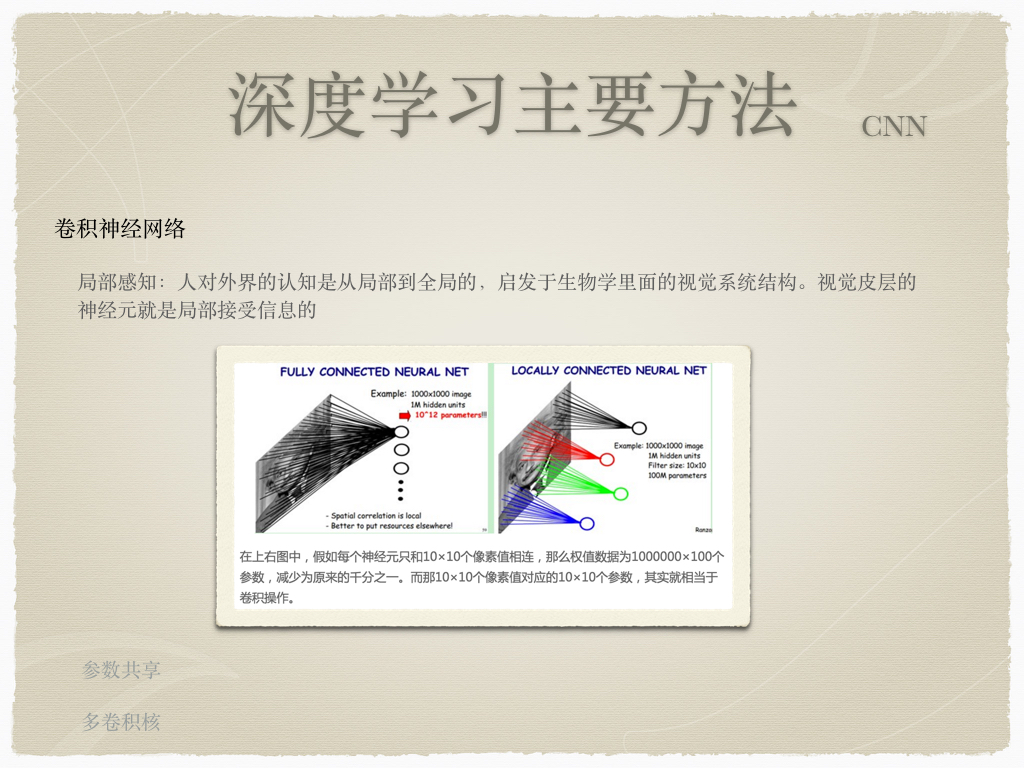 深度学习主要方法 CNN
卷积神经网络
局部感知：人对外界的认知是从局部到全局的，启发于生物学里面的视觉系统结构。视觉皮层的
神经元就是局部接受信息的
FULLY CONNECTED NEURAL NET
Example: 1000x1000 image
1M hidden units
10^12 parameters!!!
- Spatial correlation is local
- Better to put resources elsewhere!
LOCALLY CONNECTED NEURAL NET
Example: 1000x1000 image
1M hidden units
Filter size: 10x10
100M parameters
Ranzo
在上右图中，假如每个神经元只和10×10个像素值相连，那么权值数据为1000000×100个
参数，减少为原来的千分之一。而那10×10个像素值对应的10×10个参数，其实就相当于
卷积操作。
参数共享
多卷积核